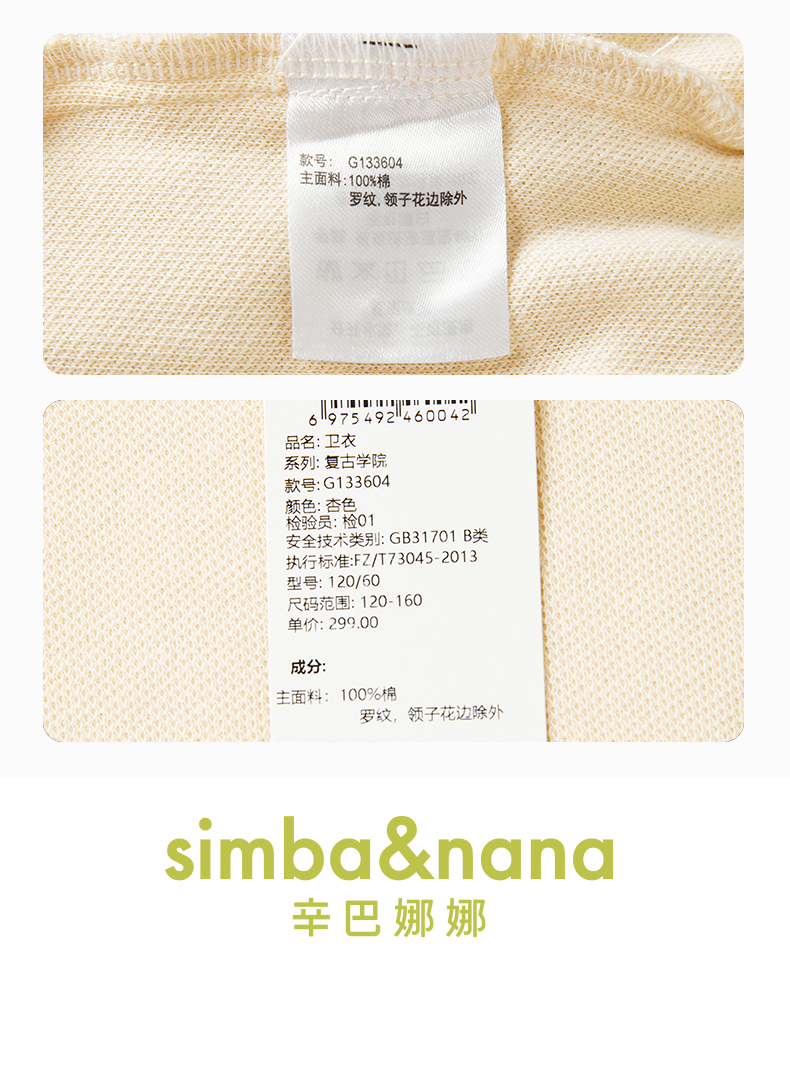 款号: G133604
主面料:100%棉
罗纹, 领子花边除外
6 975492 460042
品名: 卫衣
系列: 复古学院
款号: G133604
颜色: 杏色
检验员: 检01
安全技术类别: GB31701 B类
执行标准:FZ/T73045-2013
型号: 120/60
尺码范围: 120-160
单价: 299.00
成分:
主面料: 100%棉
罗纹, 领子花边除外
simba&nana
辛巴娜娜